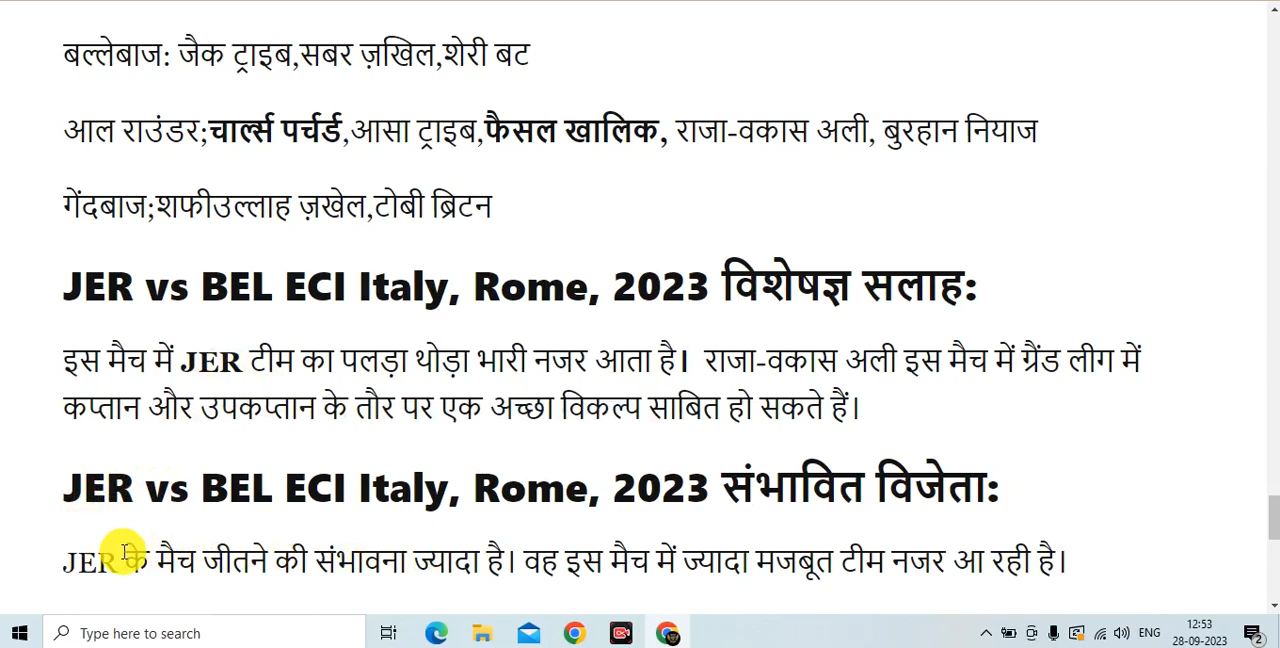 बल्लेबाज: जैक ट्राइब,सबर ज़खिल,शेरी बट
आल राउंडर;चार्ल्स पर्चर्ड,आसा ट्राइब,फैसल खालिक, राजा-वकास अली, बुरहान नियाज
गेंदबाज;शफीउल्लाह ज़खेल,टोबी ब्रिटन
JER vs BEL ECI Italy, Rome, 2023 विशेषज्ञ सलाह:
इस मैच में JER टीम का पलड़ा थोड़ा भारी नजर आता है। राजा-वकास अली इस मैच में ग्रैंड लीग में
कप्तान और उपकप्तान के तौर पर एक अच्छा विकल्प साबित हो सकते हैं।
JER vs BEL ECI Italy, Rome, 2023 संभावित विजेता:
JER के मैच जीतने की संभावना ज्यादा है। वह इस मैच में ज्यादा मजबूत टीम नजर आ रही है।
Type here to search
ENG
12:53
28-09-2023
2